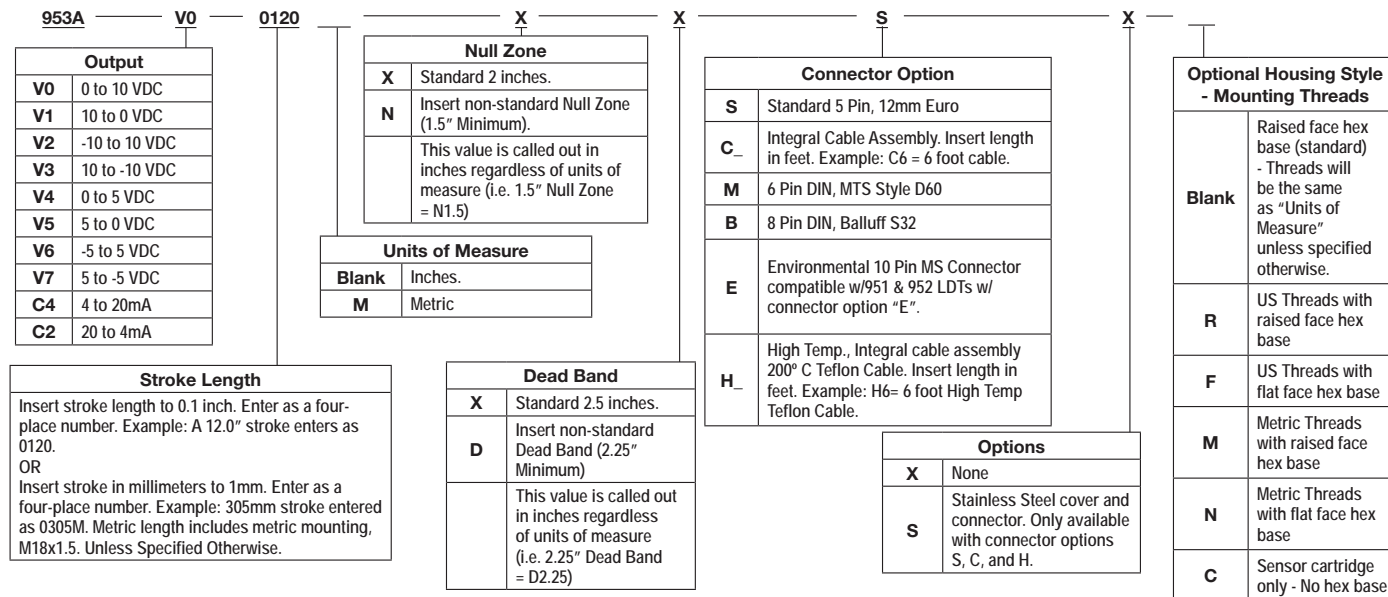 953A V0 0120 _ X X S X _
Output
V0 0 to 10 VDC
V1 10 to 0 VDC
V2 -10 to 10 VDC
V3 10 to -10 VDC
V4 0 to 5 VDC
V5 5 to 0 VDC
V6 -5 to 5 VDC
V7 5 to -5 VDC
C4 4 to 20mA
C2 20 to 4mA
Stroke Length
Insert stroke length to 0.1 inch. Enter as a four-
place number. Example: A 12.0" stroke enters as
0120.
OR
Insert stroke in millimeters to 1mm. Enter as a
four-place number. Example: 305mm stroke entered
as 0305M. Metric length includes metric mounting,
M18x1.5. Unless Specified Otherwise.
Null Zone
X Standard 2 inches.
N Insert non-standard Null Zone
(1.5" Minimum).
This value is called out in
inches regardless of units of
measure (i.e. 1.5" Null Zone
= N1.5)
Units of Measure
Blank Inches.
M Metric
Dead Band
X Standard 2.5 inches.
D Insert non-standard
Dead Band (2.25"
Minimum)
This value is called out
in inches regardless
of units of measure
(i.e. 2.25" Dead Band
= D2.25)
Connector Option
S Standard 5 Pin, 12mm Euro
C_ Integral Cable Assembly. Insert length
in feet. Example: C6 = 6 foot cable.
M 6 Pin DIN, MTS Style D60
B 8 Pin DIN, Balluff S32
E Environmental 10 Pin MS Connector
compatible w/951 & 952 LDTs w/
connector option "E".
H_ High Temp., Integral cable assembly
200º C Teflon Cable. Insert length in
feet. Example: H6= 6 foot High Temp
Teflon Cable.
Options
X None
S Stainless Steel cover and
connector. Only available
with connector options
S, C, and H.
Optional Housing Style
- Mounting Threads
Blank Raised face hex
base (standard)
- Threads will
be the same
as "Units of
Measure"
unless specified
otherwise.
R US Threads with
raised face hex
base
F US Threads with
flat face hex base
M Metric Threads
with raised face
hex base
N Metric Threads
with flat face hex
base
C Sensor cartridge
only - No hex base